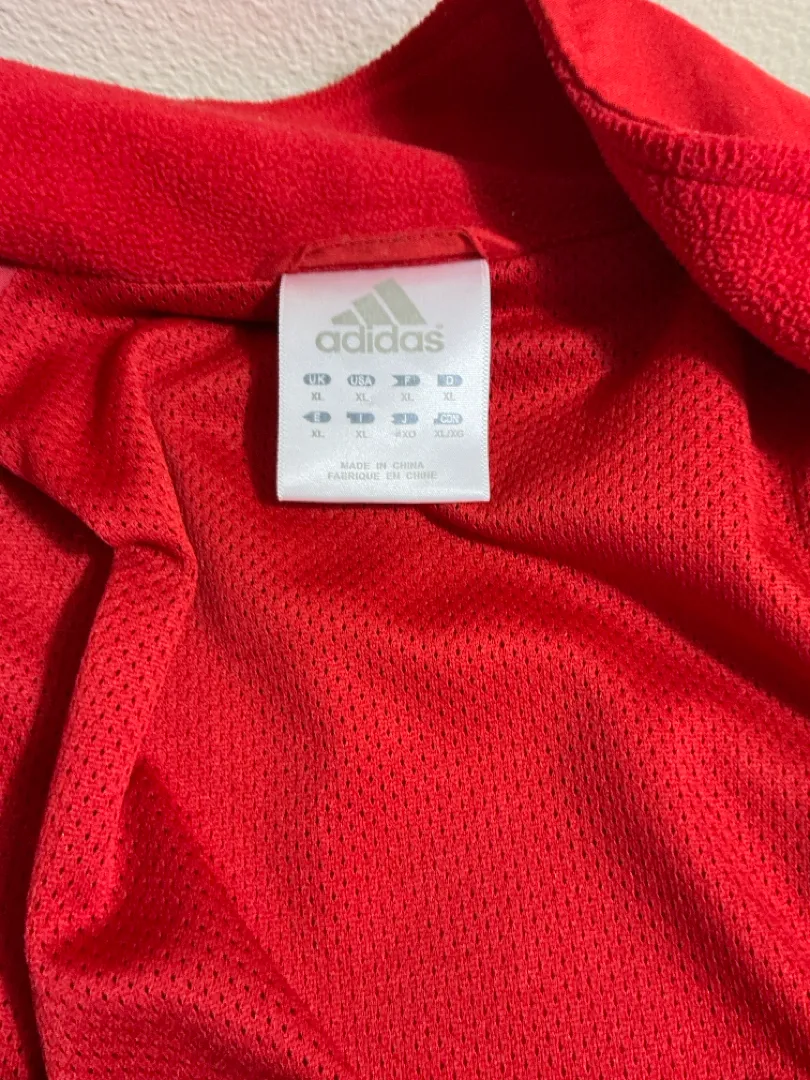 adidas
UK USA F D
XL XL XL XL
E I J CDN
XL XL 4XO XL/XG
MADE IN CHINA
FABRIQUE EN CHINE